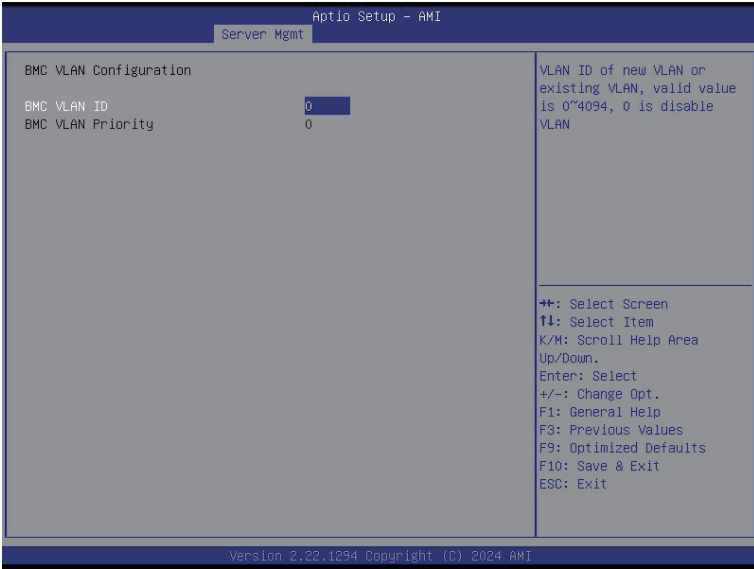 Aptio Setup – AMI
Server Mgmt
BMC VLAN Configuration
BMC VLAN ID 0
BMC VLAN Priority 0
VLAN ID of new VLAN or
existing VLAN, valid value
is 0~4094, 0 is disable
VLAN
→←: Select Screen
↑↓: Select Item
K/M: Scroll Help Area
Up/Down.
Enter: Select
+/-: Change Opt.
F1: General Help
F3: Previous Values
F9: Optimized Defaults
F10: Save & Exit
ESC: Exit
Version 2.22.1294 Copyright (C) 2024 AMI